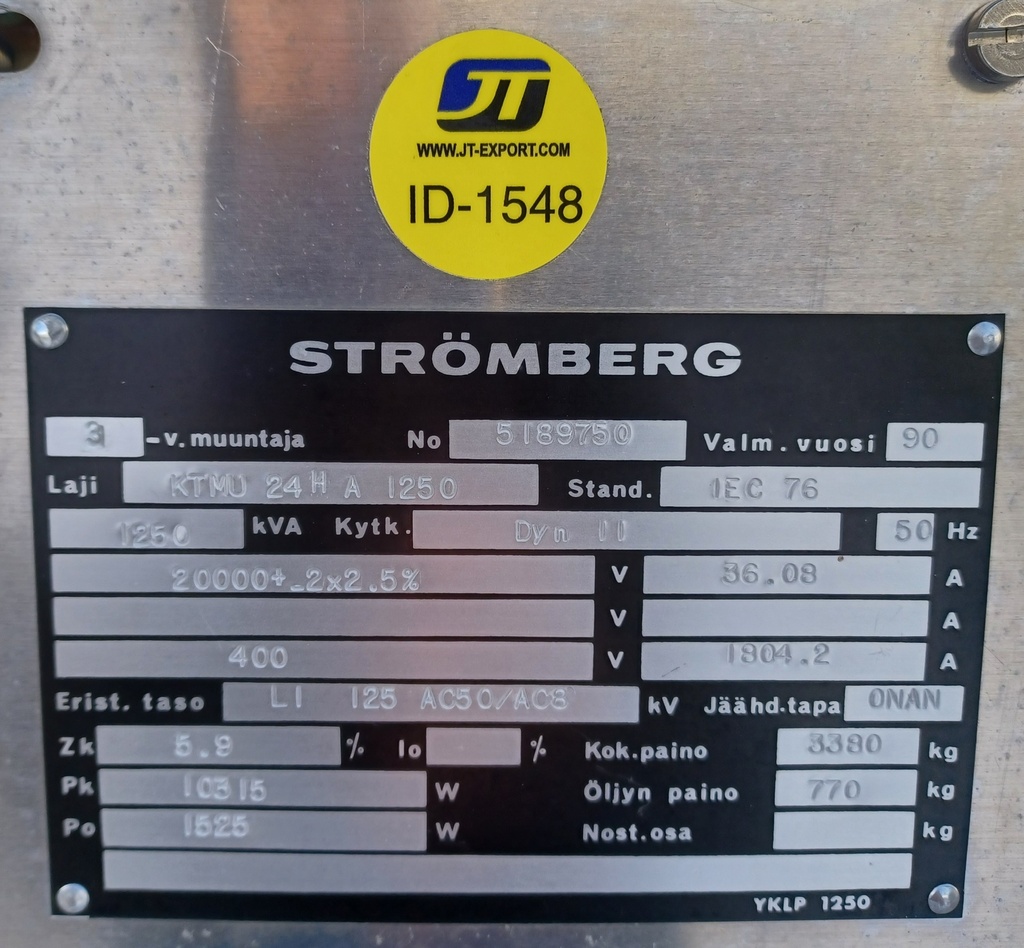 JT
WWW.JT-EXPORT.COM
ID-1548
STRÖMBERG
3 -v. muuntaja No 5189750 Valm. vuosi 90
Laji KTMU 24 H A 1250 Stand. IEC 76
1250 kVA Kytk. Dyn 11 50 Hz
20000+-2x2.5% V 36.08 A
V A
400 V 1804.2 A
Erist. taso LI 125 AC50/AC8 kV Jäähd.tapa ONAN
Zk 5.9 % Io % Kok.paino 3380 kg
Pk 10315 W Öljyn paino 770 kg
Po 1525 W Nost.osa kg
YKLP 1250